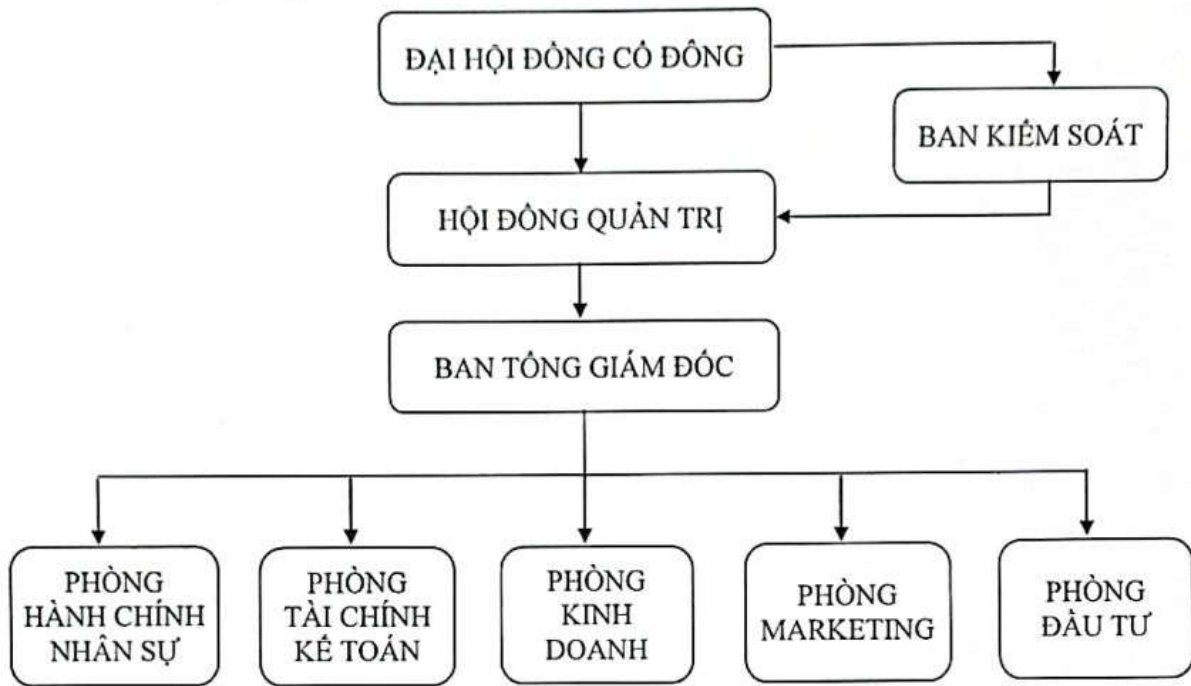 ĐẠI HỘI ĐỒNG CỔ ĐÔNG
BAN KIỂM SOÁT
HỘI ĐỒNG QUẢN TRỊ
BAN TỔNG GIÁM ĐỐC
PHÒNG
HÀNH CHÍNH
NHÂN SỰ
PHÒNG
TÀI CHÍNH
KẾ TOÁN
PHÒNG
KINH
DOANH
PHÒNG
MARKETING
PHÒNG
ĐẦU TƯ